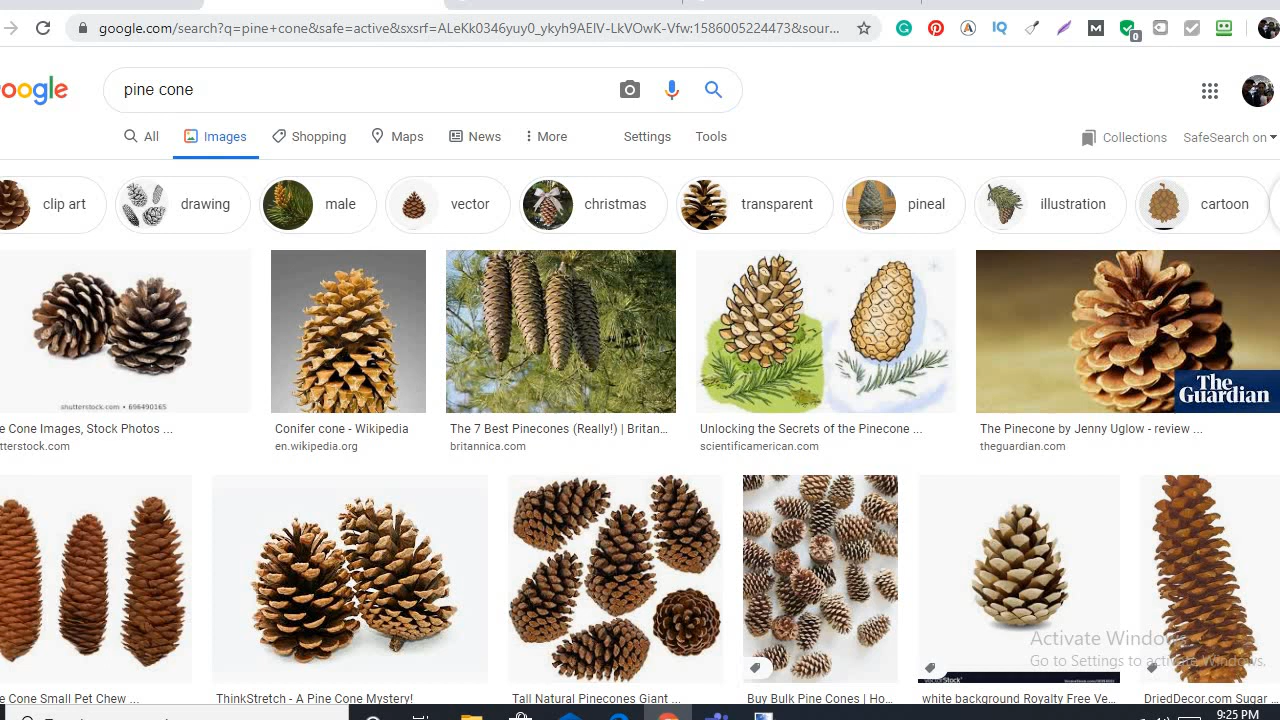 google.com/search?q=pine+cone&safe=active&sxsrf=ALeKk0346yux0_ykyh9AEIV-LkVOwK-Vfw:1586005224473&sour...
0
oogle
pine cone
All Images Shopping Maps News More Settings Tools
Collections SafeSearch on
clip art drawing male vector christmas transparent pineal illustration cartoon
shutterstock.com • 696490165
The Guardian
e Cone Images, Stock Photos ... Conifer cone - Wikipedia The 7 Best Pinecones (Really!) | Britan... Unlocking the Secrets of the Pinecone ... The Pinecone by Jenny Uglow - review ...
tterstock.com en.wikipedia.org britannica.com scientificamerican.com theguardian.com
Activate Windows
Go to Settings to activate Windows.
e Cone Small Pet Chew ... ThinkStretch - A Pine Cone Mystery! Tall Natural Pinecones Giant ... Buy Bulk Pine Cones | Ho... white background Royalty Free Ve... DriedDecor.com Sugar ...
9:25 PM